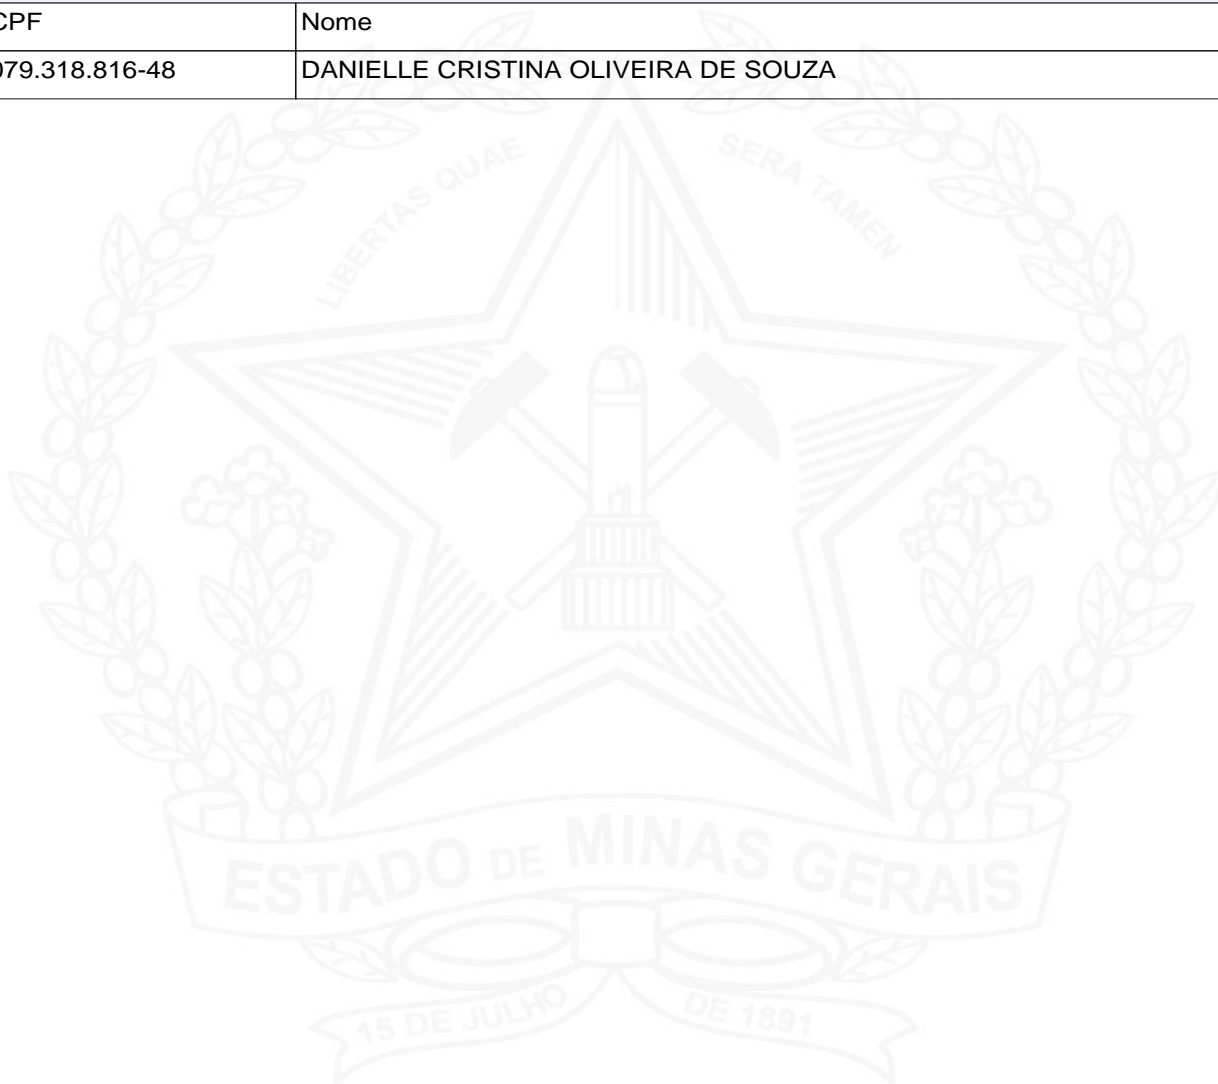 CPF Nome
079.318.816-48 DANIELLE CRISTINA OLIVEIRA DE SOUZA
LIBERTAS QUAE SERA TAMEN
ESTADO DE MINAS GERAIS
15 DE JULHO DE 1891